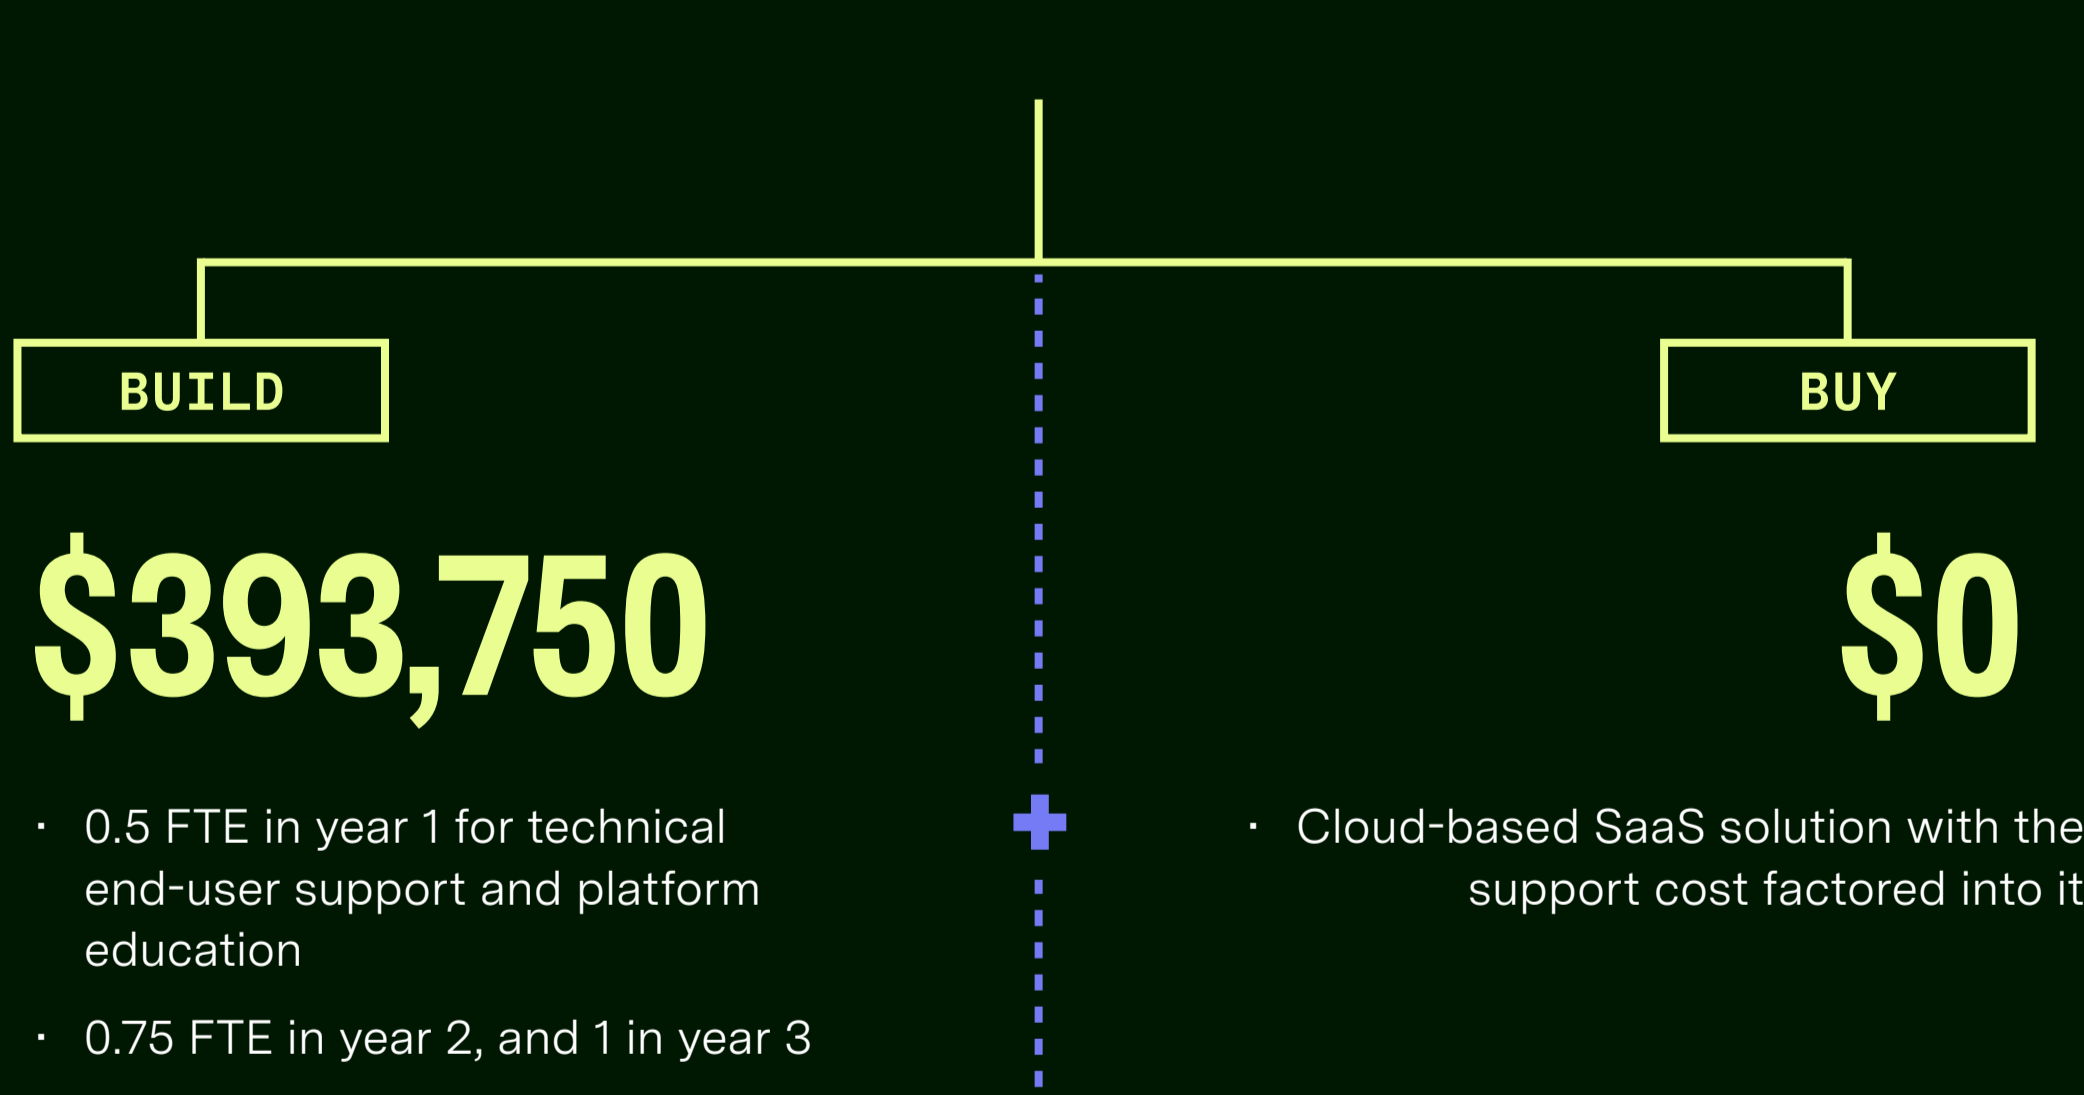 BUILD
BUY
$393,750
$0
· 0.5 FTE in year 1 for technical
end-user support and platform
education
· 0.75 FTE in year 2, and 1 in year 3
· Cloud-based SaaS solution with the
support cost factored into it